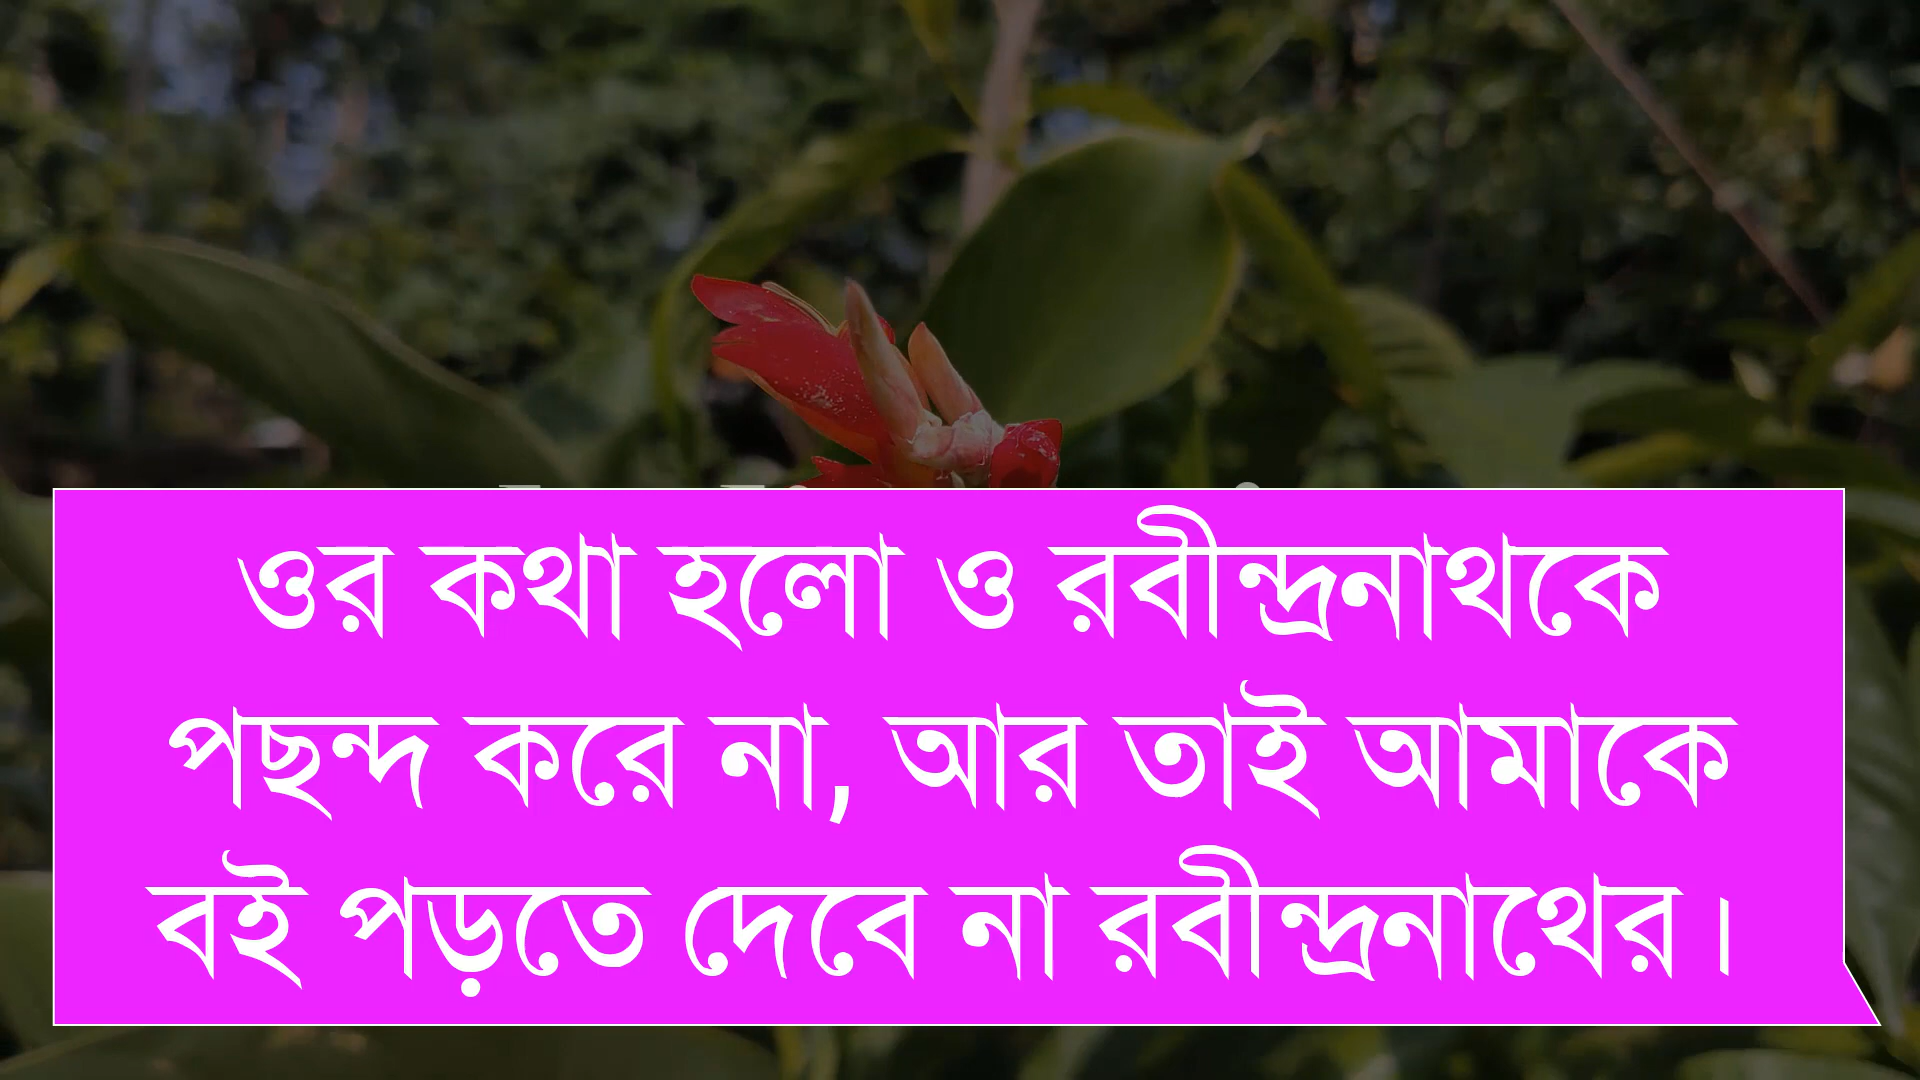 ওর কথা হলো ও রবীন্দ্রনাথকে
পছন্দ করে না, আর তাই আমাকে
বই পড়তে দেবে না রবীন্দ্রনাথের।